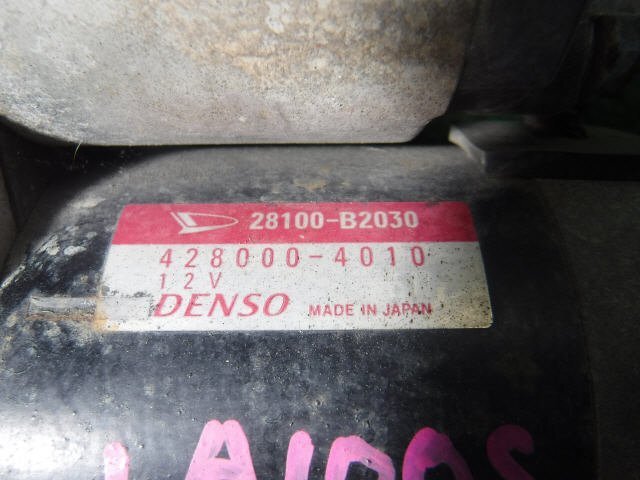 28100-B2030
428000-4010
12V
DENSO MADE IN JAPAN